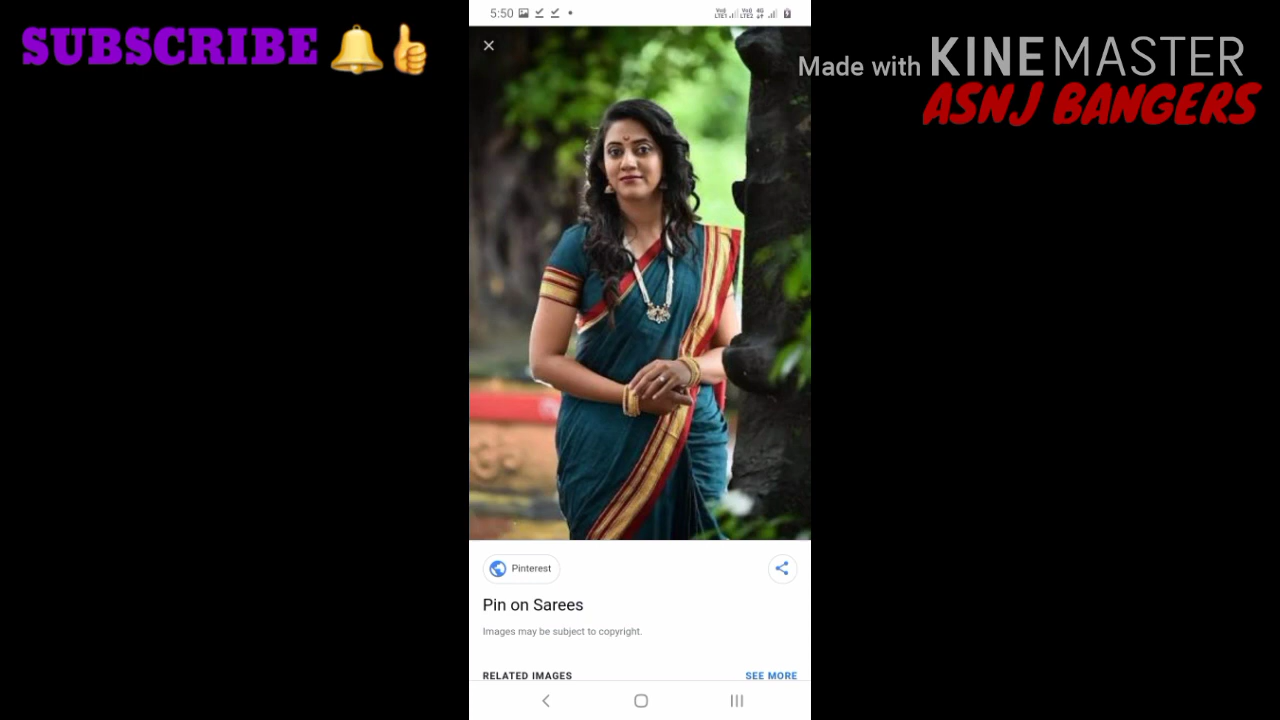 SUBSCRIBE
Made with KINEMASTER
ASNJ BANGERS
5:50
Pinterest
Pin on Sarees
Images may be subject to copyright.
RELATED IMAGES
SEE MORE